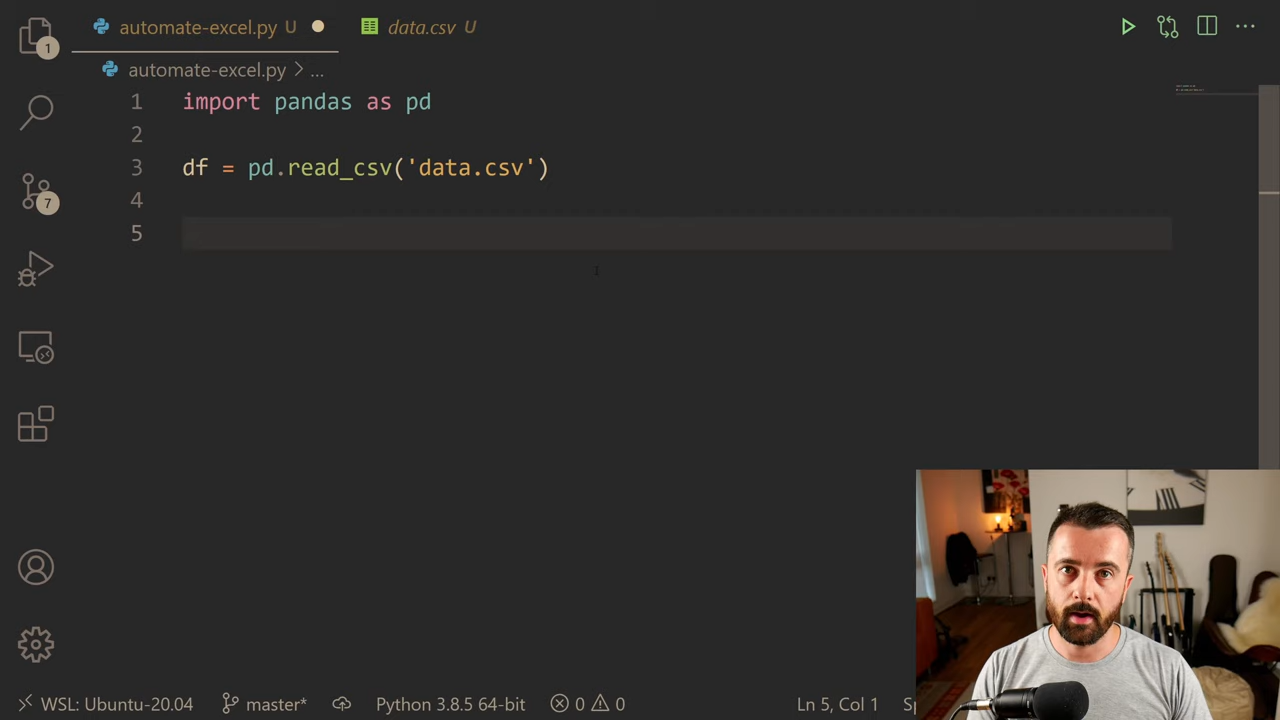 automate-excel.py U
data.csv U
1
automate-excel.py > ...
1 import pandas as pd
2
3 df = pd.read_csv('data.csv')
4
5
7
WSL: Ubuntu-20.04 master* Python 3.8.5 64-bit 0 0 Ln 5, Col 1